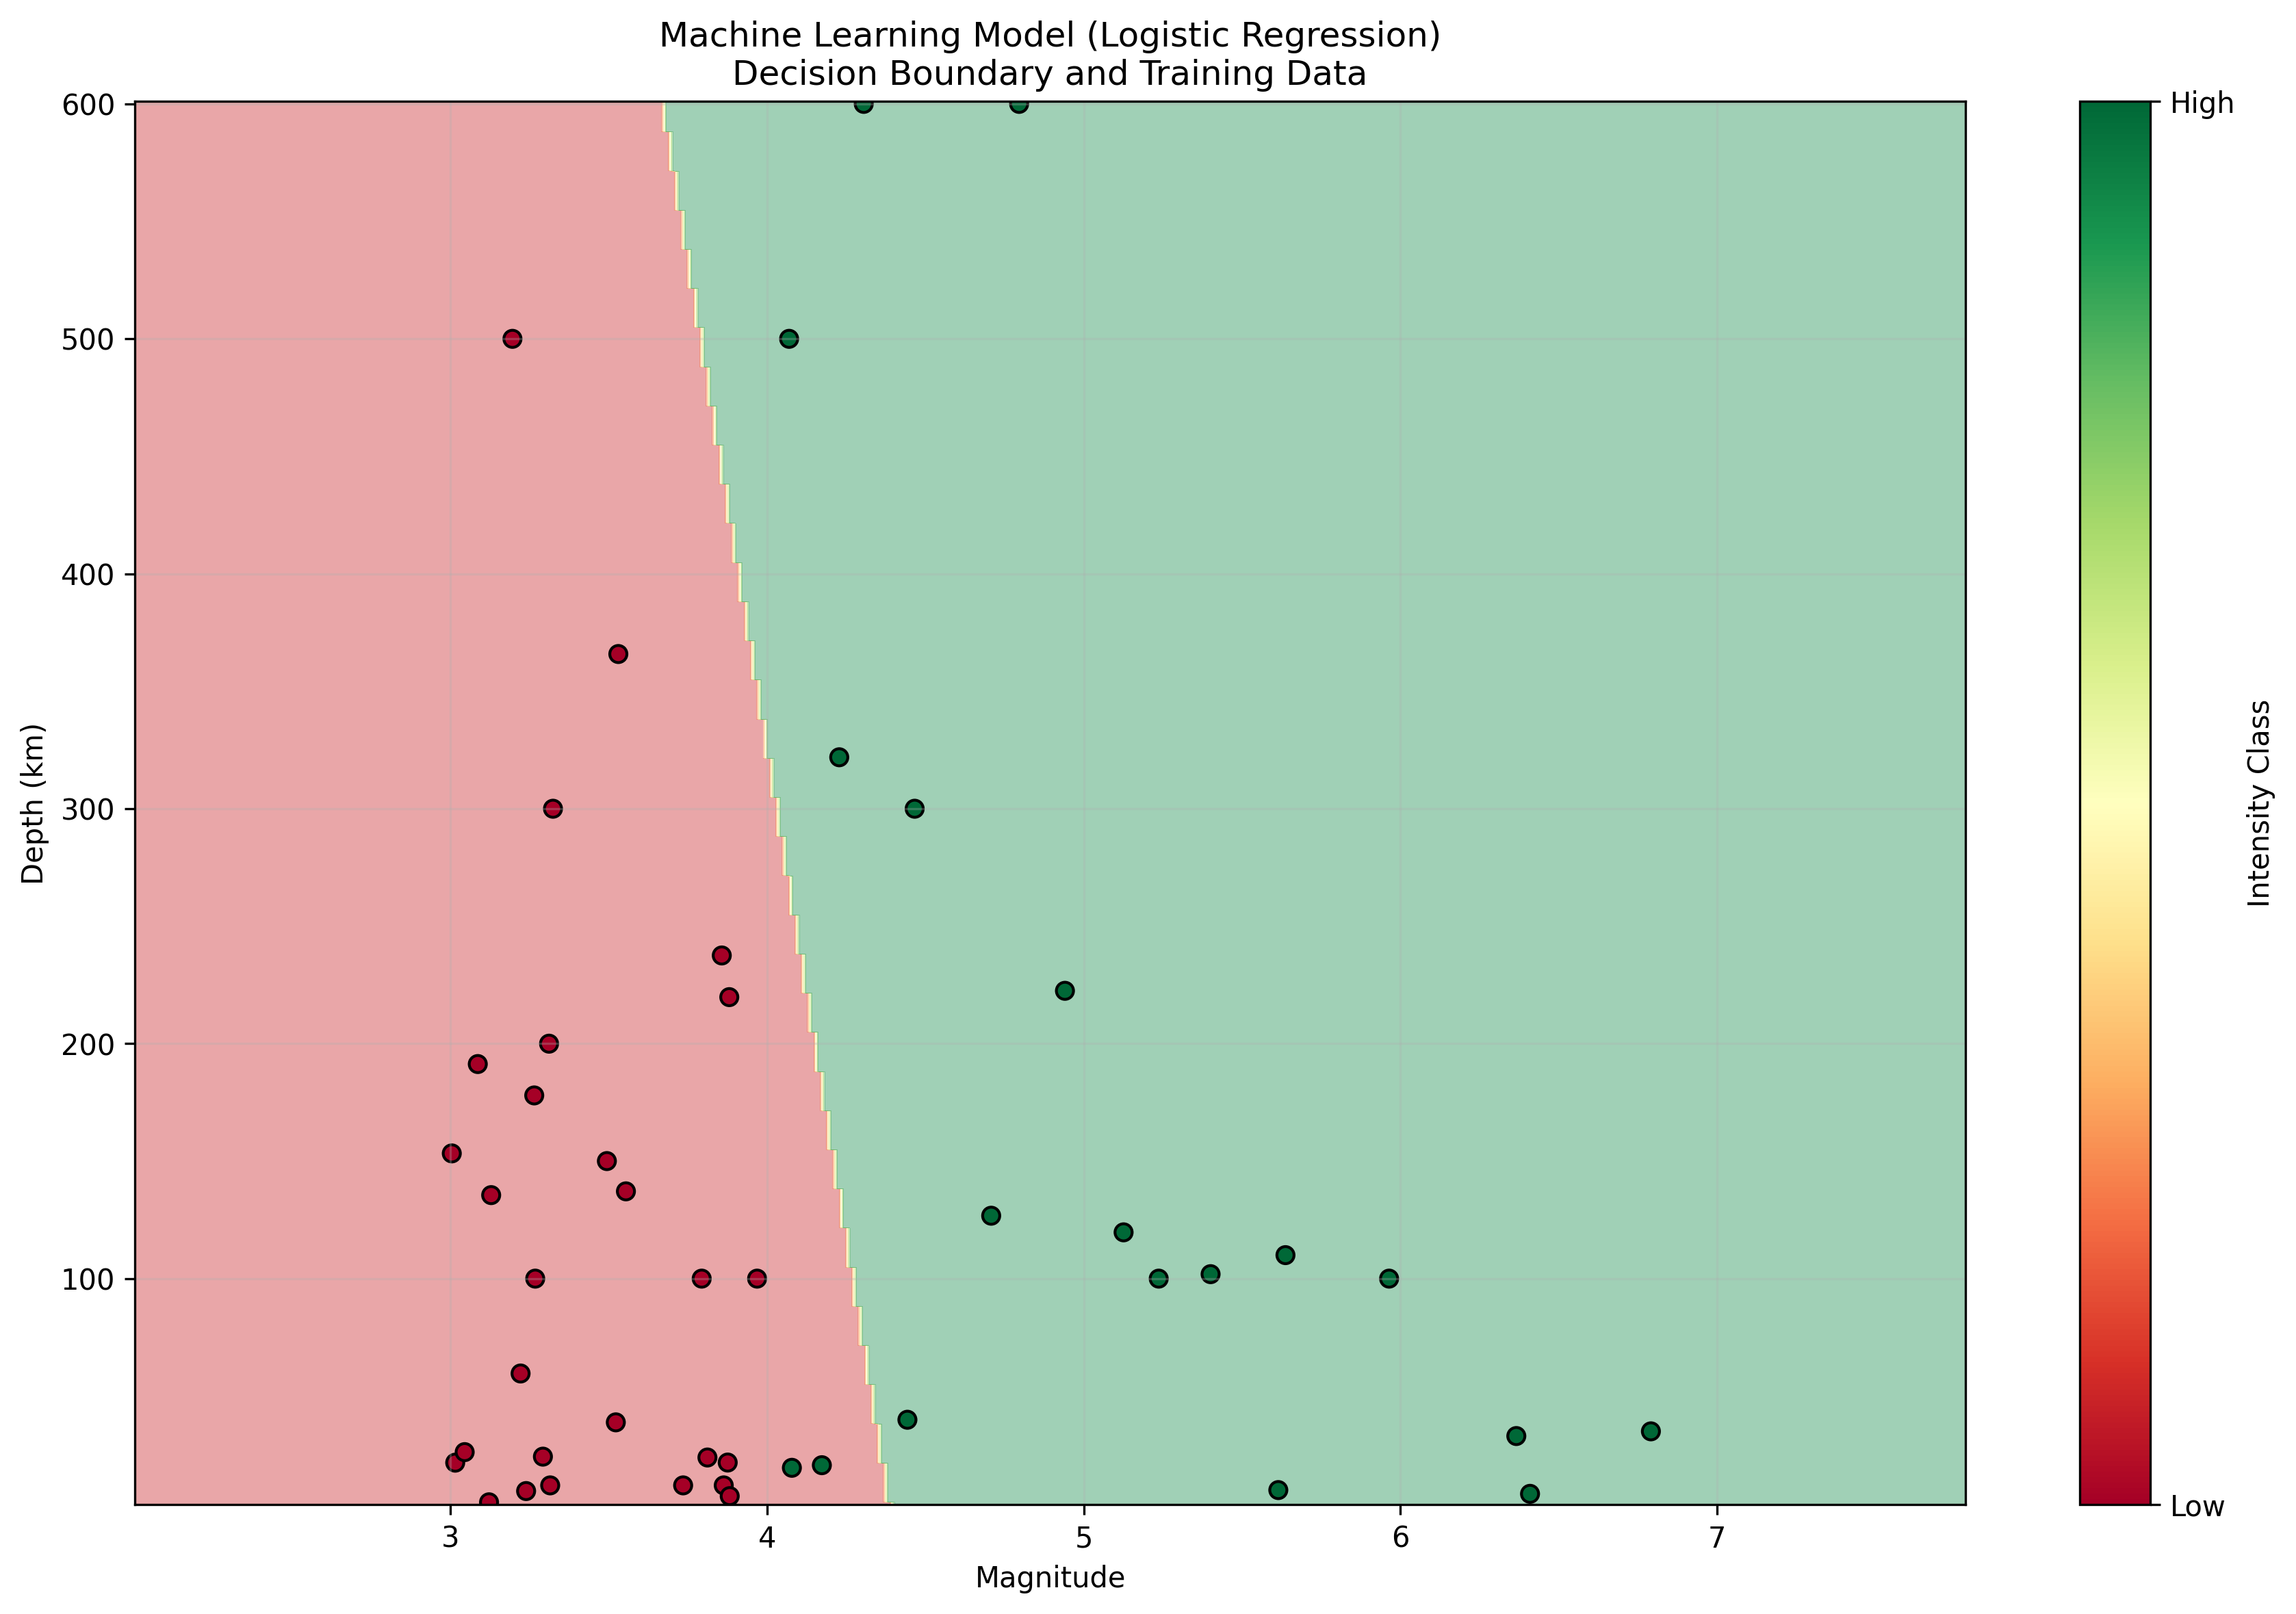 Machine Learning Model (Logistic Regression)
Decision Boundary and Training Data
600
500
400
300
200
100
Depth (km)
3
4
5
6
7
Magnitude
High
Low
Intensity Class